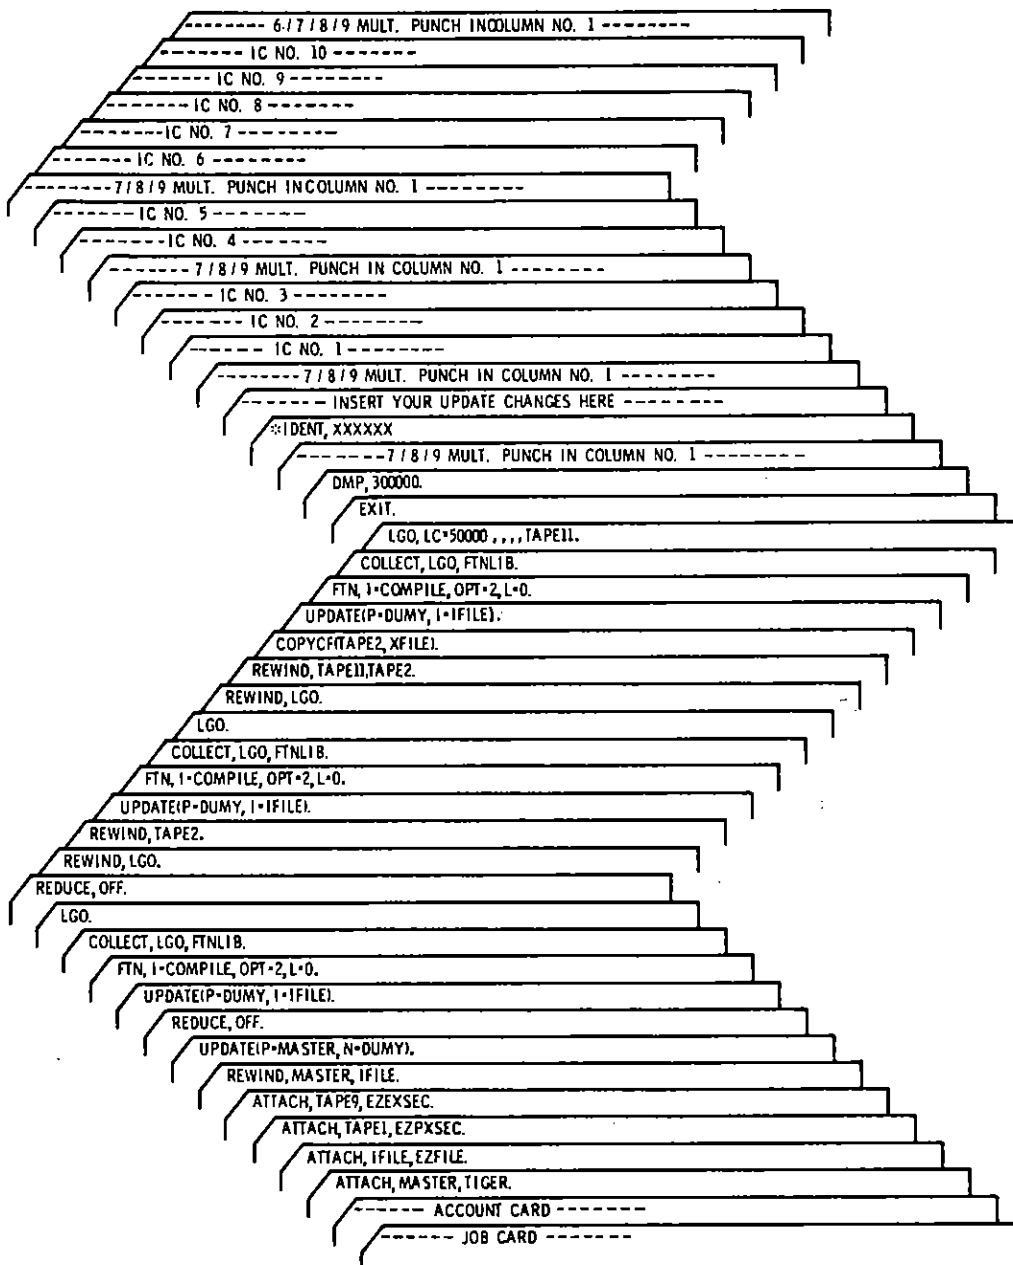 ------- 6/7/8/9 MULT. PUNCH INCOLUMN NO. 1 -------
------- IC NO. 10 --------
------- IC NO. 9 --------
------- IC NO. 8 -------
------- IC NO. 7 --------
------- IC NO. 6 --------
------- 7/8/9 MULT. PUNCH INCOLUMN NO. 1 --------
------- IC NO. 5 --------
------- IC NO. 4 -------
------- 7/8/9 MULT. PUNCH IN COLUMN NO. 1 --------
------- IC NO. 3 --------
------- IC NO. 2 --------
------- IC NO. 1 --------
------- 7/8/9 MULT. PUNCH IN COLUMN NO. 1 --------
------- INSERT YOUR UPDATE CHANGES HERE --------
*IDENT, XXXXXX
------- 7/8/9 MULT. PUNCH IN COLUMN NO. 1 --------
DMP, 300000.
EXIT.
LGO, LC=50000 , , , , TAPE11.
COLLECT, LGO, FTNLIB.
FTN, I=COMPILE, OPT=2, L=0.
UPDATE(P=DUMY, I=IFILE).
COPYCF(TAPE2, XFILE).
REWIND, TAPE11,TAPE2.
REWIND, LGO.
LGO.
COLLECT, LGO, FTNLIB.
FTN, I=COMPILE, OPT=2, L=0.
UPDATE(P=DUMY, I=IFILE).
REWIND, TAPE2.
REWIND, LGO.
REDUCE, OFF.
LGO.
COLLECT, LGO, FTNLIB.
FTN, I=COMPILE, OPT=2, L=0.
UPDATE(P=DUMY, I=IFILE).
REDUCE, OFF.
UPDATE(P=MASTER, N=DUMY).
REWIND, MASTER, IFILE.
ATTACH, TAPE9, EZEXSEC.
ATTACH, TAPE1, EZPXSEC.
ATTACH, IFILE, EZFILE.
ATTACH, MASTER, TIGER.
------ ACCOUNT CARD -------
------ JOB CARD -------